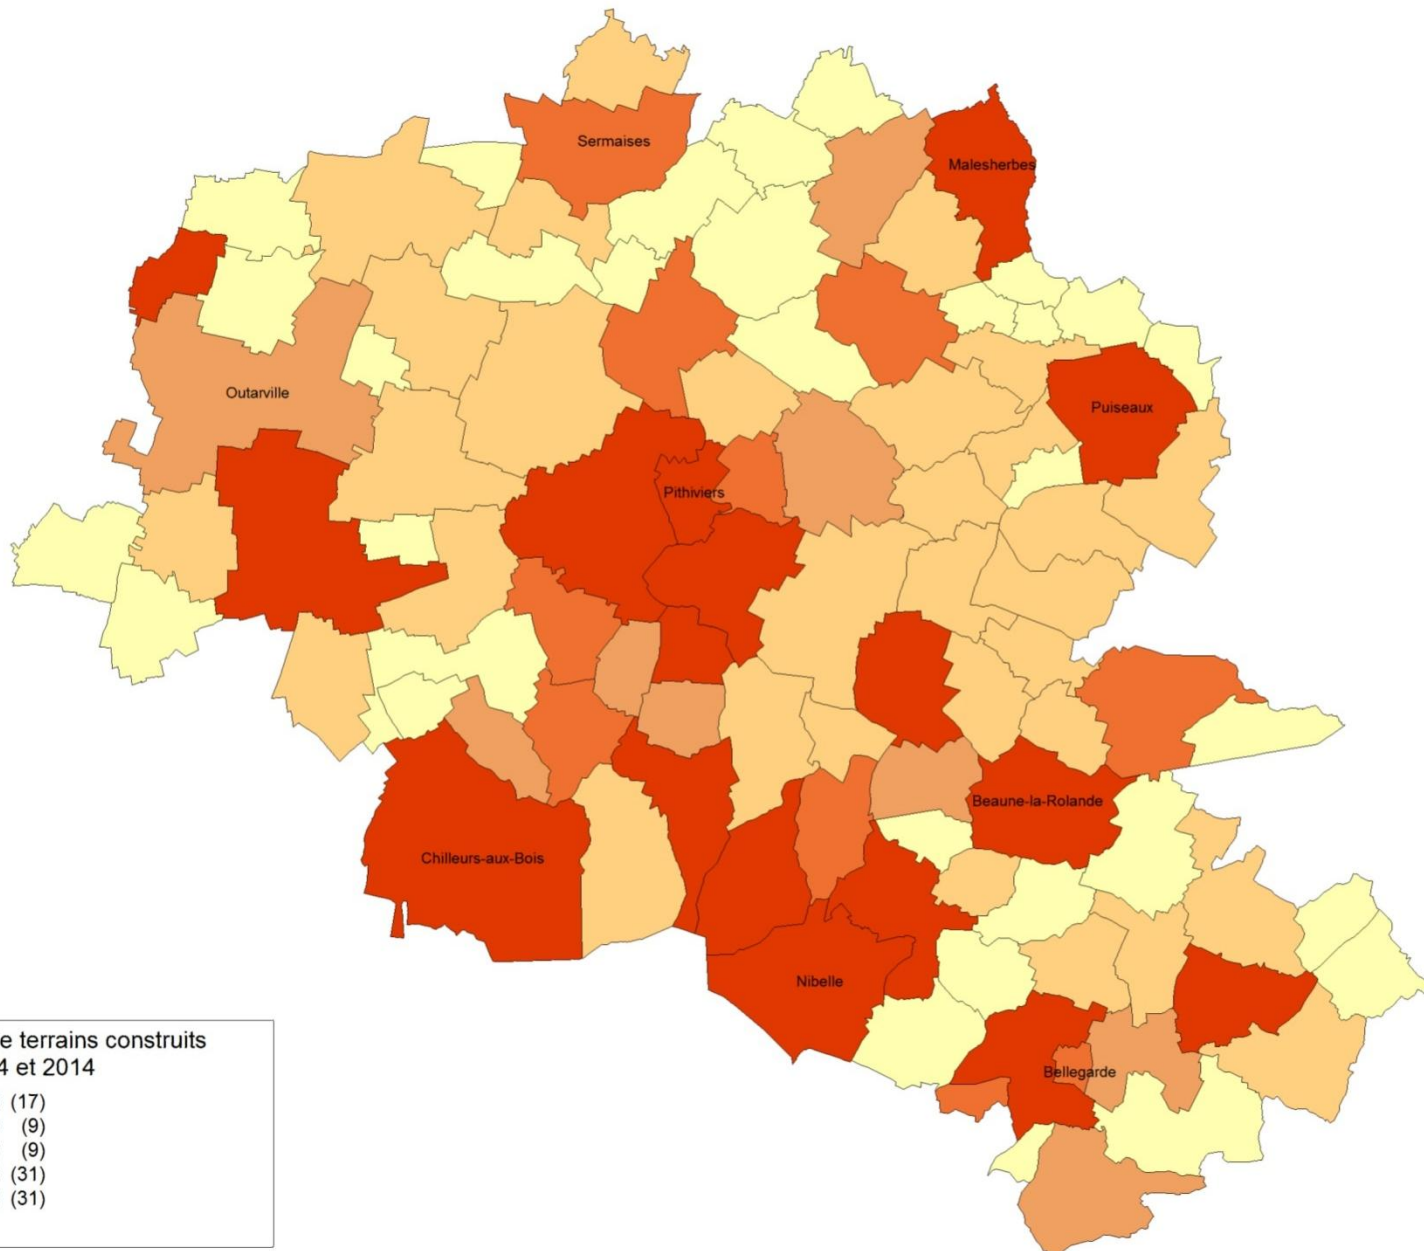 Sermaises
Malesherbes
Outarville
Puiseaux
Pithiviers
Beaune-la-Rolande
Chilleurs-aux-Bois
Nibelle
Bellegarde
e terrains construits
4 et 2014
(17)
(9)
(9)
(31)
(31)